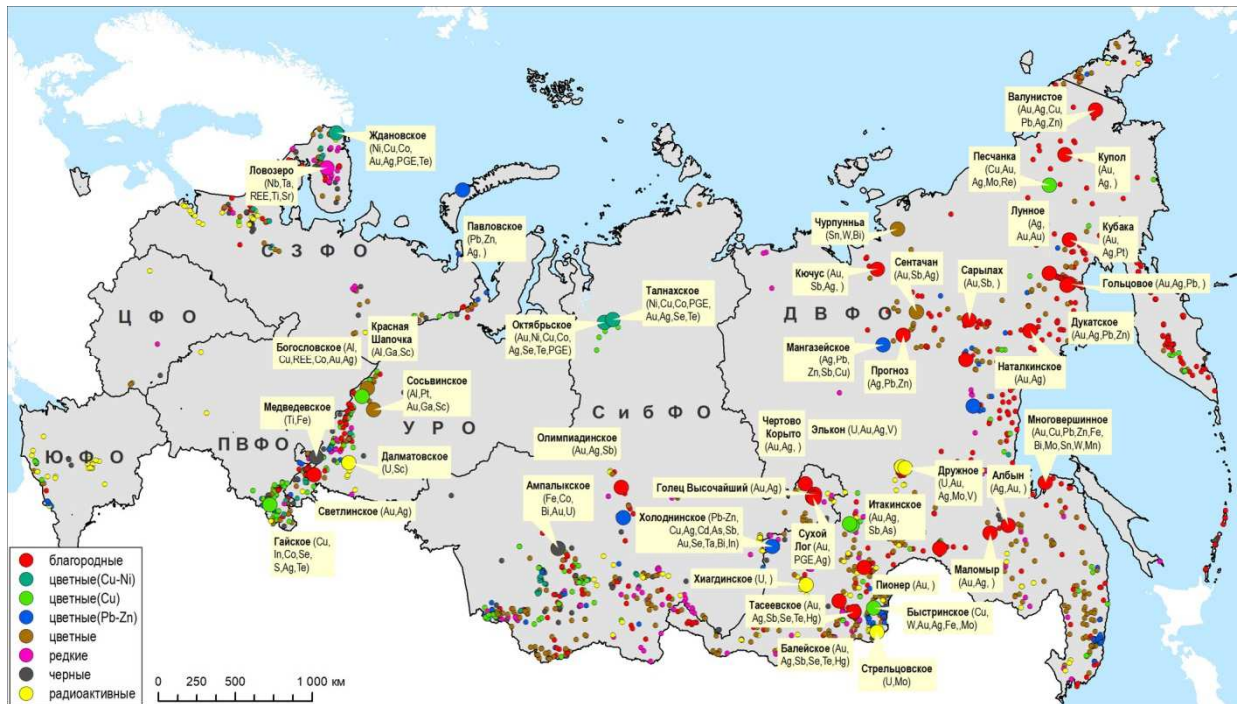 Валунистое
(Au,Ag,Cu,
Pb,Ag,Zn)
Ждановское
(Ni,Cu,Co,
Au,Ag,PGE,Te)
Песчанка
(Cu,Au,
Ag,Mo,Re)
Купол
(Au,
Ag, )
Ловозеро
(Nb,Ta,
REE,Ti,Sr)
Лунное
(Ag,
Au,Au)
Кубака
(Au,
Ag,Pt)
Павловское
(Pb,Zn,
Ag, )
Чурпунньа
(Sn,W,Bi)
Сентачан
(Au,Sb,Ag)
Кючус (Au,
Sb,Ag, )
Сарылах
(Au,Sb, )
Гольцовое (Au,Ag,Pb, )
С З Ф О
Талнахское
(Ni,Cu,Co,PGE,
Au,Ag,Se,Te)
Ц Ф О
Д В Ф О
Октябрьское
(Au,Ni,Cu,Co,
Ag,Se,Te,PGE)
Дукатское
(Au,Ag,Pb,Zn)
Красная
Шапочка
(Al,Ga,Sc)
Богословское (Al,
Cu,REE,Co,Au,Ag)
Мангазейское
(Ag,Pb,
Zn,Sb,Cu)
Прогноз
(Ag,Pb,Zn)
Наталкинское
(Au,Ag)
Сосьвинское
(Al,Pt,
Au,Ga,Sc)
Медведевское
(Ti,Fe)
С и б Ф О
У Р О
П В Ф О
Ю Ф О
Чертово
Корыто
(Au,Ag, )
Элькон (U,Au,Ag,V)
Многовершинное
(Au,Cu,Pb,Zn,Fe,
Bi,Mo,Sn,W,Mn)
Олимпиадинское
(Au,Ag,Sb)
Далматовское
(U,Sc)
Дружное
(U,Au,
Ag,Mo,V)
Албын
(Ag,Au, )
Ампалыкское
(Fe,Co,
Bi,Au,U)
Голец Высочайший (Au,Ag)
Светлинское (Au,Ag)
Холоднинское (Pb-Zn,
Cu,Ag,Cd,As,Sb,
Au,Se,Ta,Bi,In)
Сухой
Лог (Au,
PGE,Ag)
Итакинское
(Au,Ag,
Sb,As)
Гайское (Cu,
In,Co,Se,
S,Ag,Te)
Маломыр
(Au,Ag, )
Хиагдинское (U, )
Пионер (Au, )
Тасеевское (Au,
Ag,Sb,Se,Te,Hg)
Быстринское (Cu,
W,Au,Ag,Fe,,Mo)
Балейское (Au,
Ag,Sb,Se,Te,Hg)
Стрельцовское
(U,Mo)
благородные
цветные(Cu-Ni)
цветные(Cu)
цветные(Pb-Zn)
цветные
редкие
черные
радиоактивные
0 250 500 1 000 км